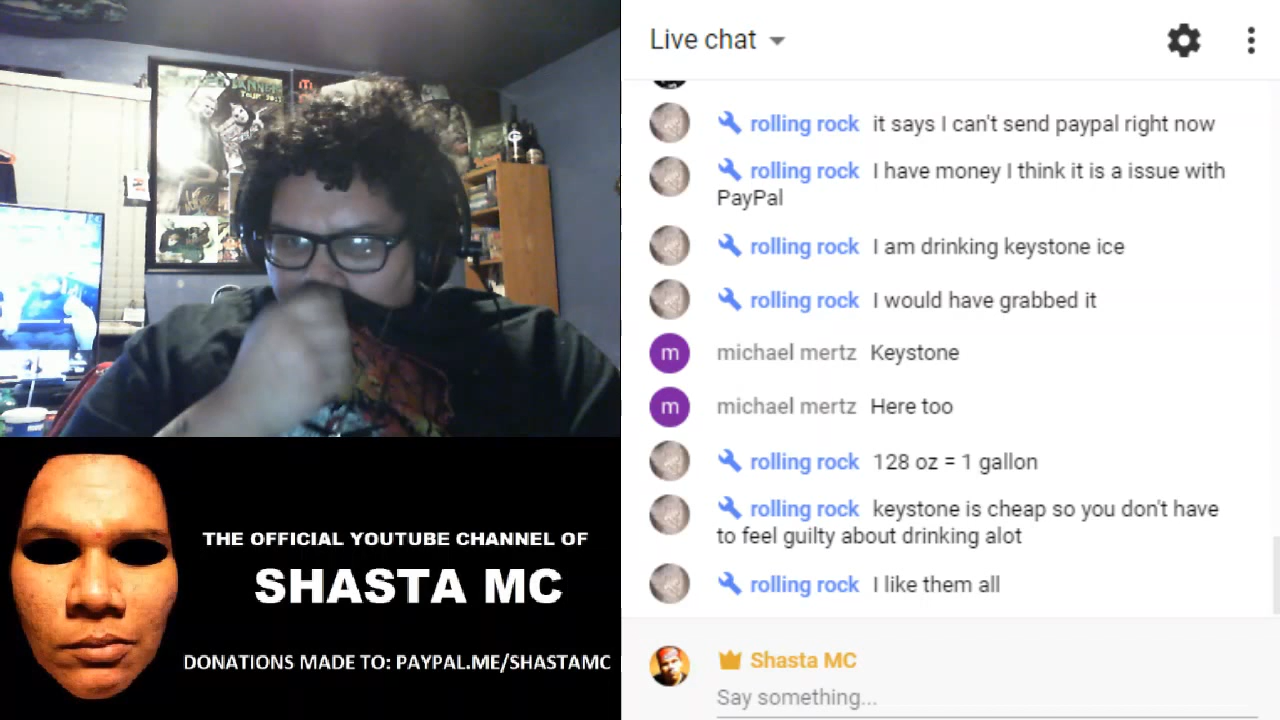 TOUR 2013
Live chat
rolling rock it says I can't send paypal right now
rolling rock I have money I think it is a issue with
PayPal
rolling rock I am drinking keystone ice
rolling rock I would have grabbed it
m michael mertz Keystone
m michael mertz Here too
rolling rock 128 oz = 1 gallon
rolling rock keystone is cheap so you don't have
to feel guilty about drinking alot
rolling rock I like them all
Shasta MC
Say something...
THE OFFICIAL YOUTUBE CHANNEL OF
SHASTA MC
DONATIONS MADE TO: PAYPAL.ME/SHASTAMC